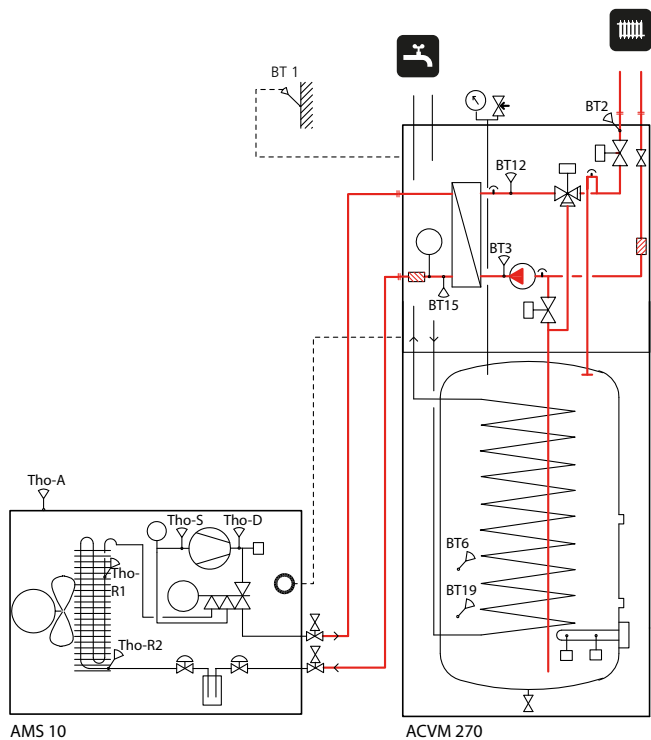 BT 1
BT2
BT12
BT3
BT15
Tho-A
Tho-S
Tho-D
Tho-
R1
Tho-R2
BT6
BT19
AMS 10
ACVM 270